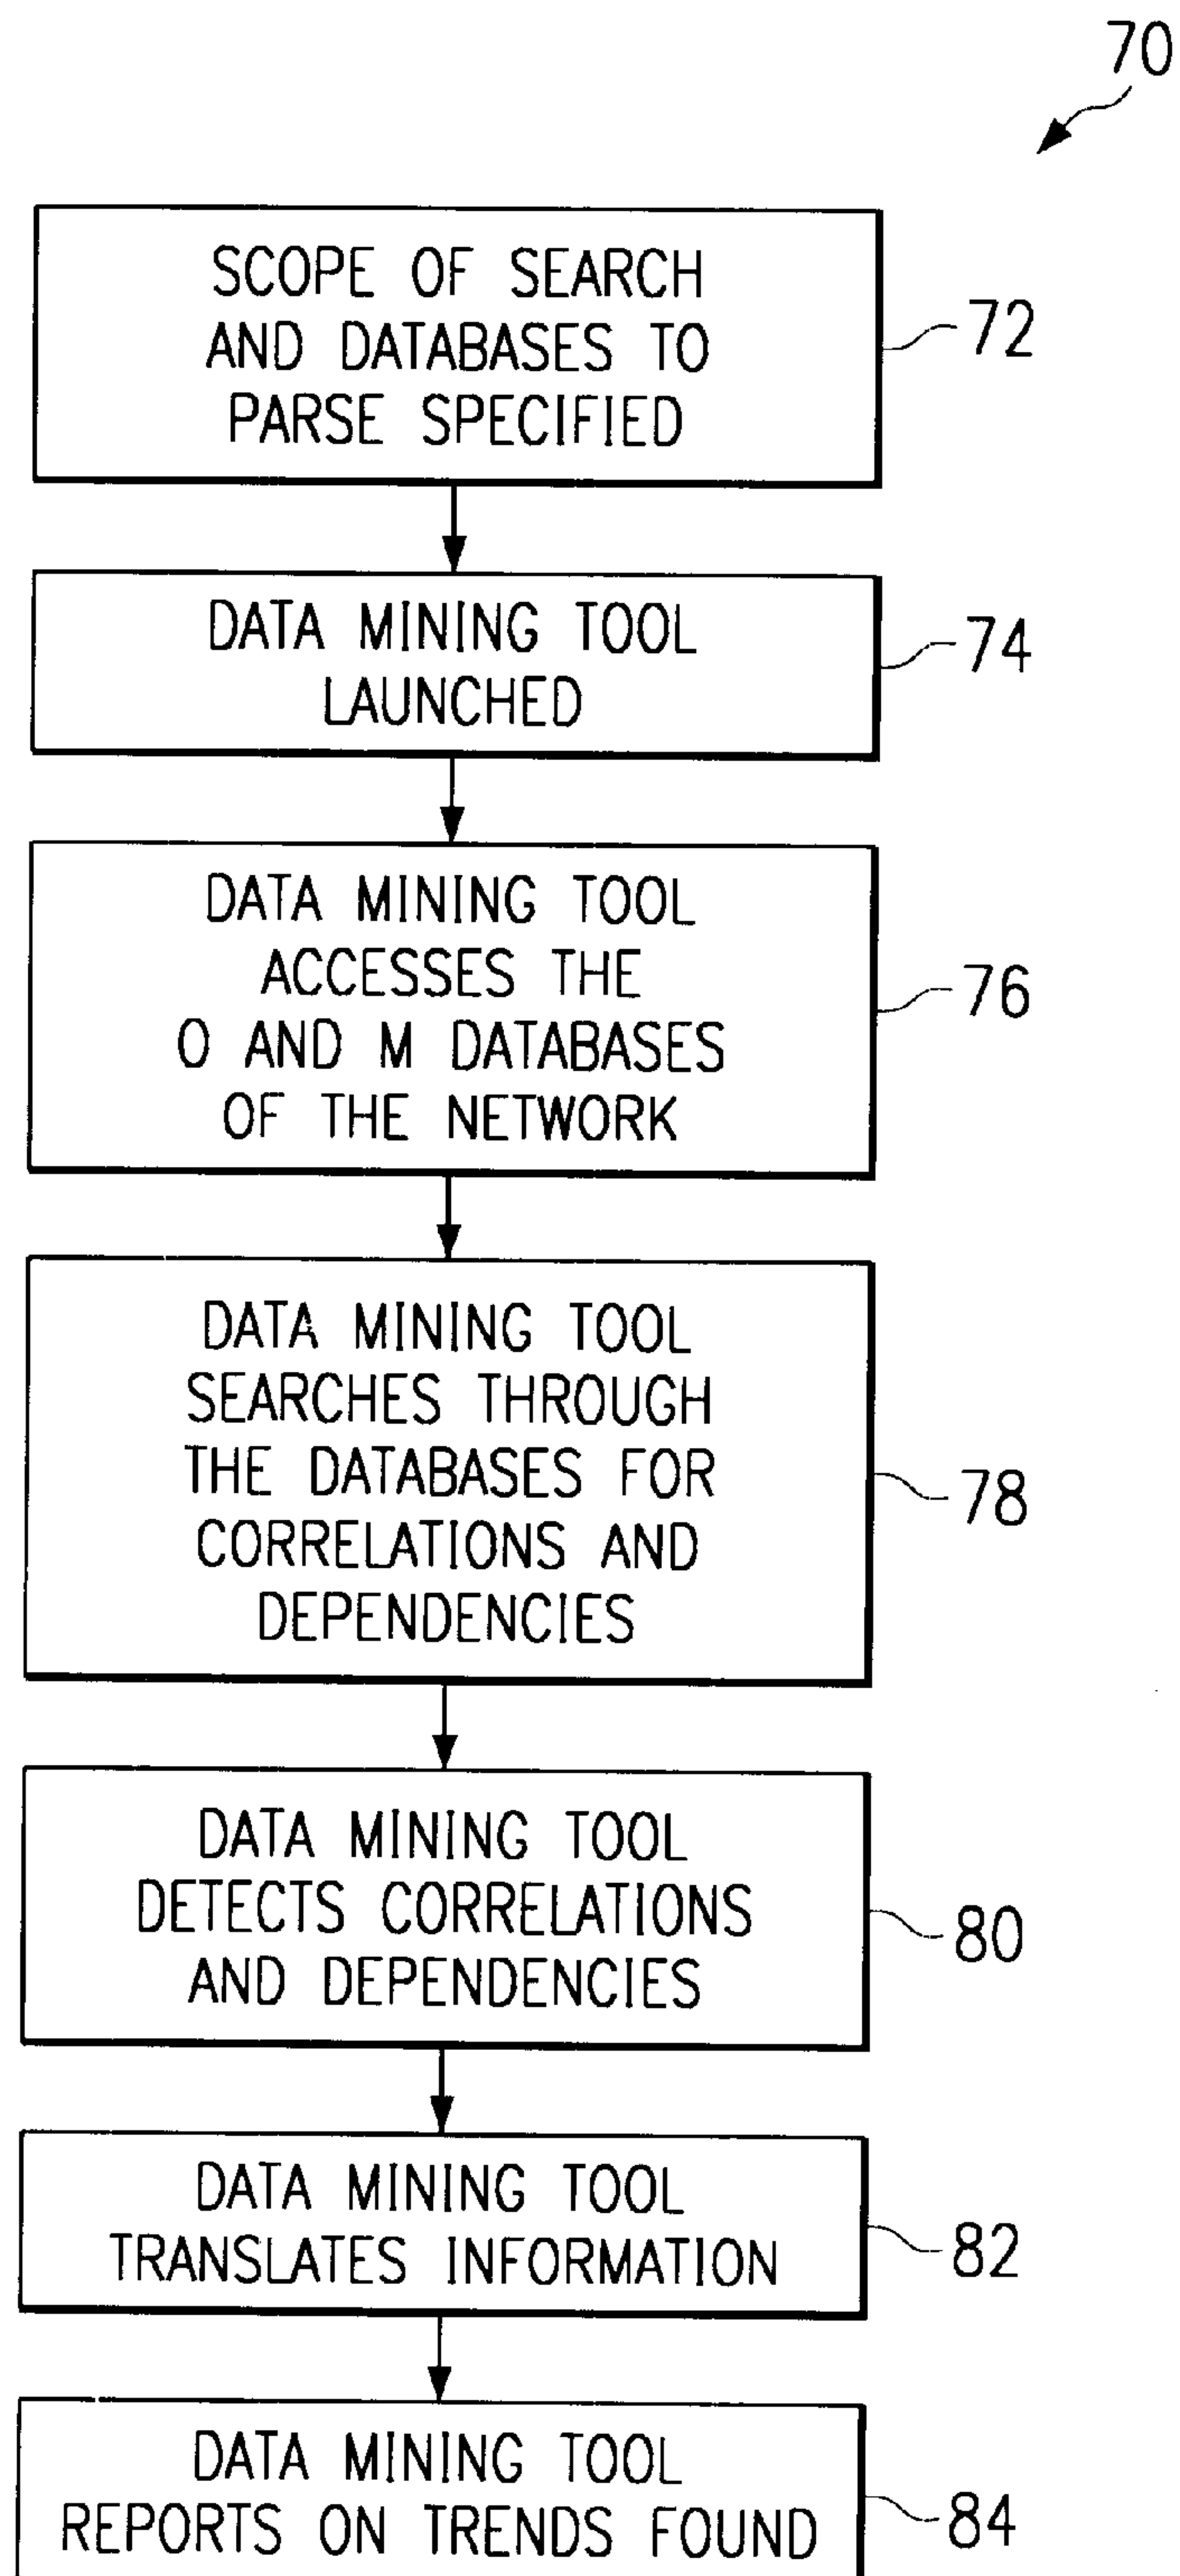 70
SCOPE OF SEARCH
AND DATABASES TO
PARSE SPECIFIED
72
DATA MINING TOOL
LAUNCHED
74
DATA MINING TOOL
ACCESSES THE
O AND M DATABASES
OF THE NETWORK
76
DATA MINING TOOL
SEARCHES THROUGH
THE DATABASES FOR
CORRELATIONS AND
DEPENDENCIES
78
DATA MINING TOOL
DETECTS CORRELATIONS
AND DEPENDENCIES
80
DATA MINING TOOL
TRANSLATES INFORMATION
82
DATA MINING TOOL
REPORTS ON TRENDS FOUND
84